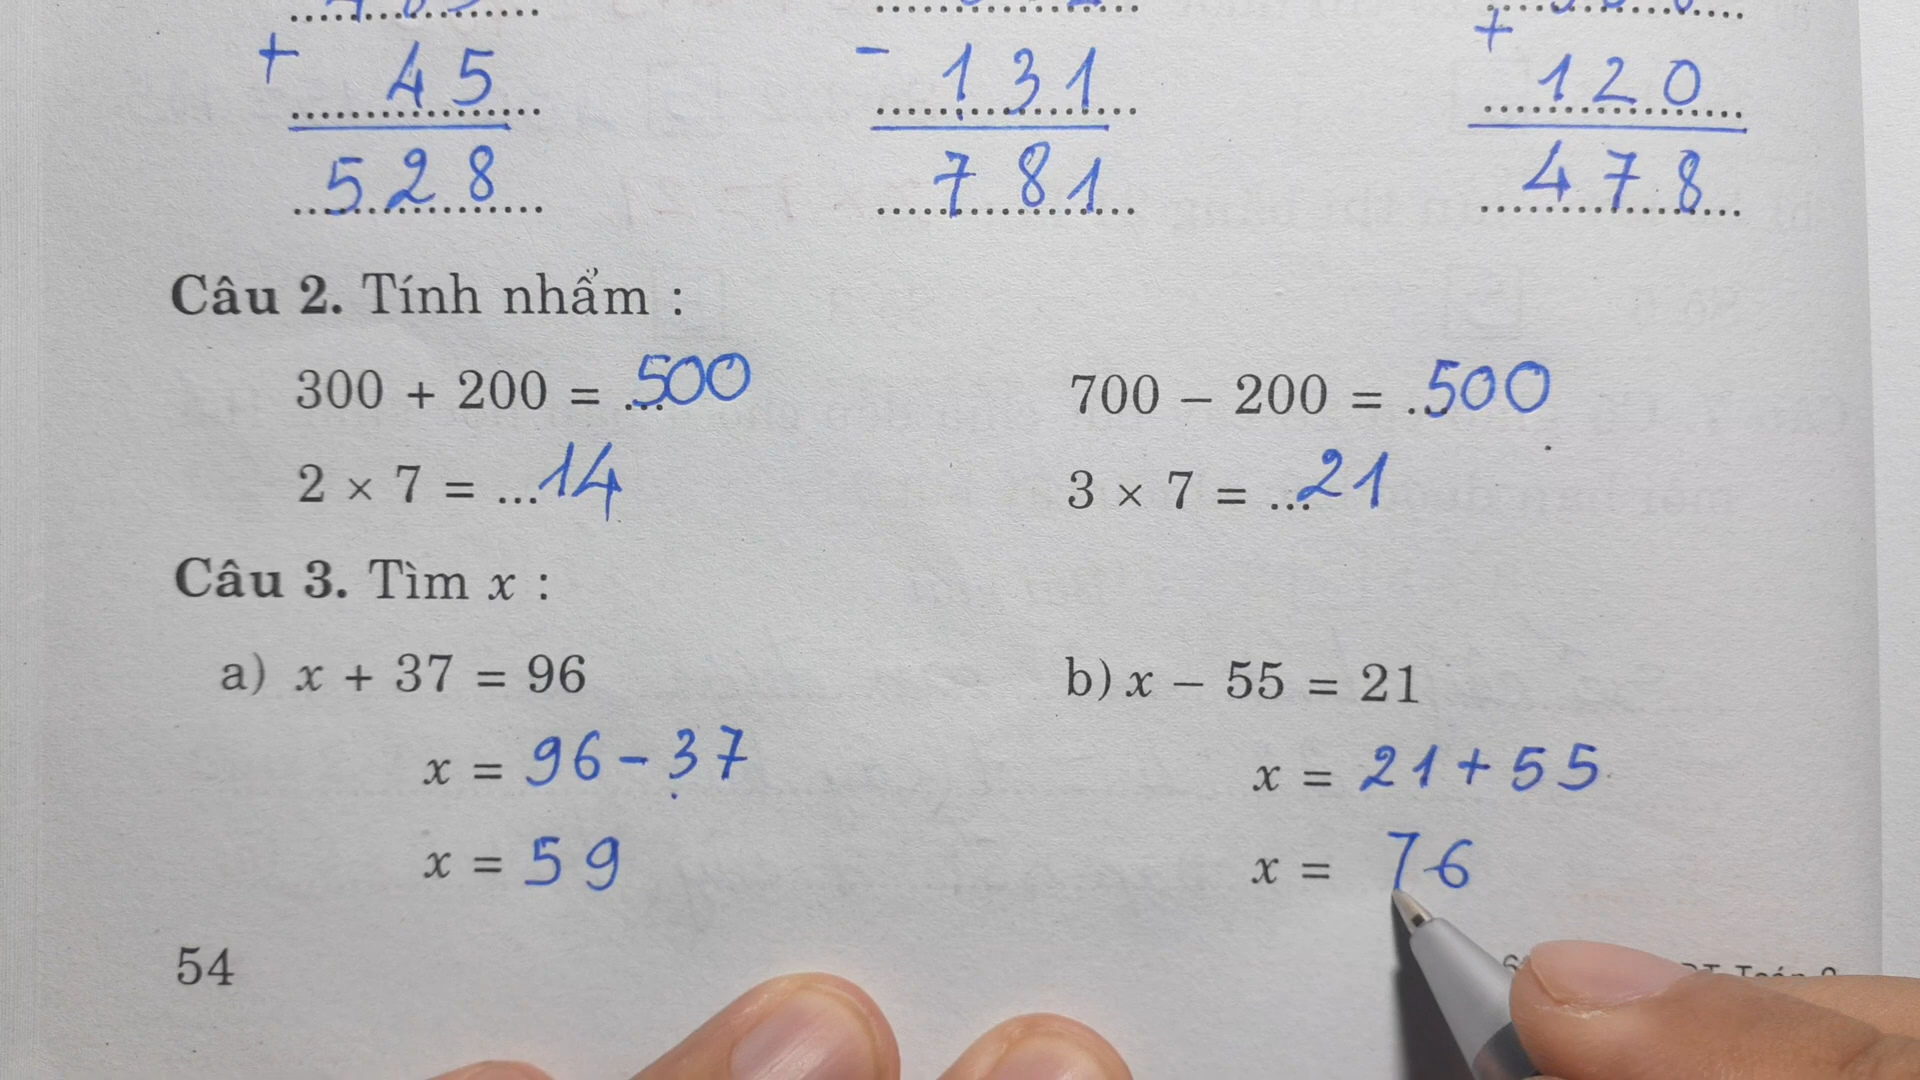 + 45 - 131 + 120
528 781 478
Câu 2. Tính nhẩm :
300 + 200 = ...500 700 – 200 = ...500
2 × 7 = ...14 3 × 7 = ...21
Câu 3. Tìm x :
a) x + 37 = 96 b) x – 55 = 21
x = 96 - 37 x = 21 + 55
x = 59 x = 76
54